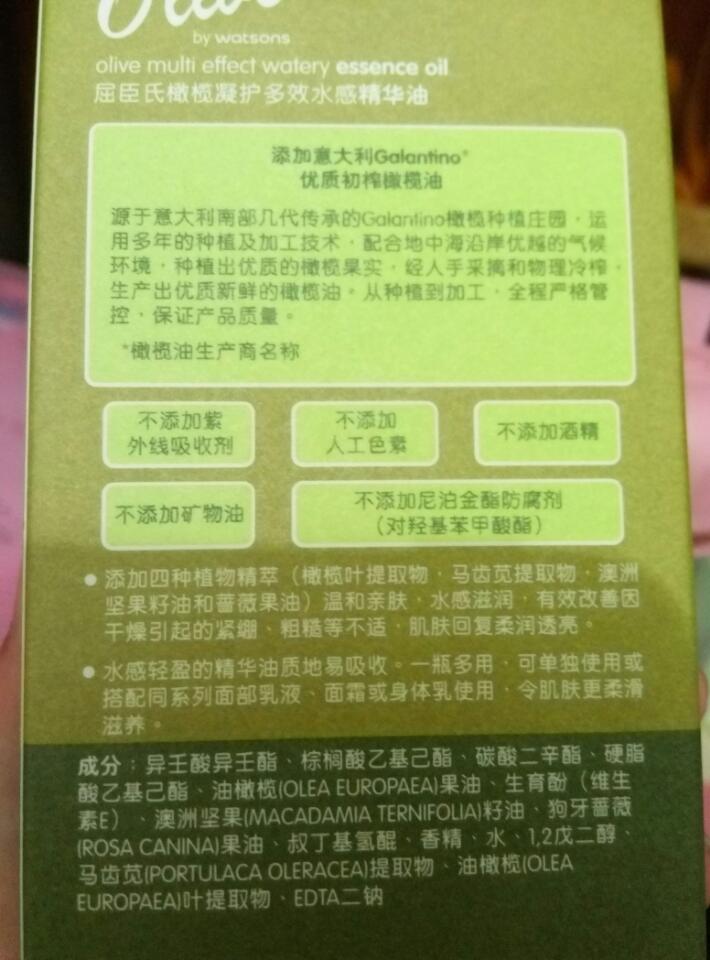 Olive
by watsons
olive multi effect watery essence oil
屈臣氏橄榄凝护多效水感精华油
添加意大利Galantino*
优质初榨橄榄油
源于意大利南部几代传承的Galantino橄榄种植庄园，运
用多年的种植及加工技术，配合地中海沿岸优越的气候
环境，种植出优质的橄榄果实，经人手采摘和物理冷榨，
生产出优质新鲜的橄榄油。从种植到加工，全程严格管
控，保证产品质量。
*橄榄油生产商名称
不添加紫
外线吸收剂
不添加
人工色素
不添加酒精
不添加矿物油
不添加尼泊金酯防腐剂
（对羟基苯甲酸酯）
●添加四种植物精萃（橄榄叶提取物，马齿苋提取物，澳洲
坚果籽油和蔷薇果油）温和亲肤，水感滋润，有效改善因
干燥引起的紧绷、粗糙等不适，肌肤回复柔润透亮。
●水感轻盈的精华油质地易吸收。一瓶多用，可单独使用或
搭配同系列面部乳液、面霜或身体乳使用，令肌肤更柔滑
滋养。
成分：异壬酸异壬酯、棕榈酸乙基己酯、碳酸二辛酯、硬脂
酸乙基己酯、油橄榄(OLEA EUROPAEA)果油、生育酚（维生
素E）、澳洲坚果(MACADAMIA TERNIFOLIA)籽油、狗牙蔷薇
(ROSA CANINA)果油、叔丁基氢醌、香精、水、1,2戊二醇、
马齿苋(PORTULACA OLERACEA)提取物、油橄榄(OLEA
EUROPAEA)叶提取物、EDTA二钠